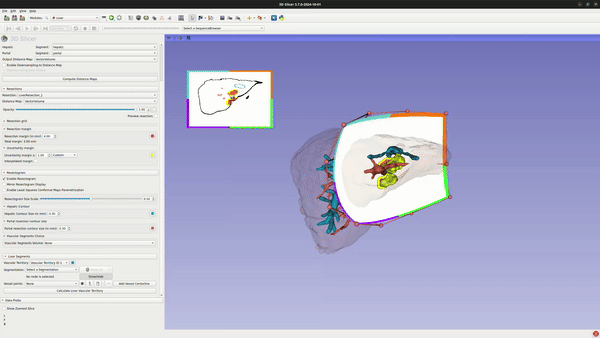 3D Slicer 5.7.0-2024-10-01
File Edit View Help
Modules: Liver
Select a SequenceBrowser
3D Slicer
Hepatic Segment: hepatic
Portal Segment: portal
Output Distance Map: VectorVolume
Enable Downsampling to Distance Map
Compute Distance Maps
Resections
Resection: LiverResection_1
Distance Map: VectorVolume
Opacity: 1.00
Preview resection:
Resection grid
Resection margin
Resection margin (in mm): 4.00
Total margin: 5.00 mm
Uncertainty margin
Uncertainty margin ±: 1.00 Custom
Interpolated margin:
Resectogram
Enable Resectogram
Mirror Resectogram Display
Enable Least-Squares Conformal Maps Parametrization
Resectogram Size Scale:
Hepatic Contour
Hepatic Contour Size (in mm):
Portal resection contour size
Portal resection contour size (in mm):
Vascular Segments Choice
Vascular Segments Volume: None
Liver Segments
Vascular Territory: Vascular Territory ID 1
Segmentation: Select a Segmentation
No node is selected Show/Hide
Vessel points: None Add Vessel Centerline
Calculate Liver Vascular Territory
Data Probe
Show Zoomed Slice
L
F
B